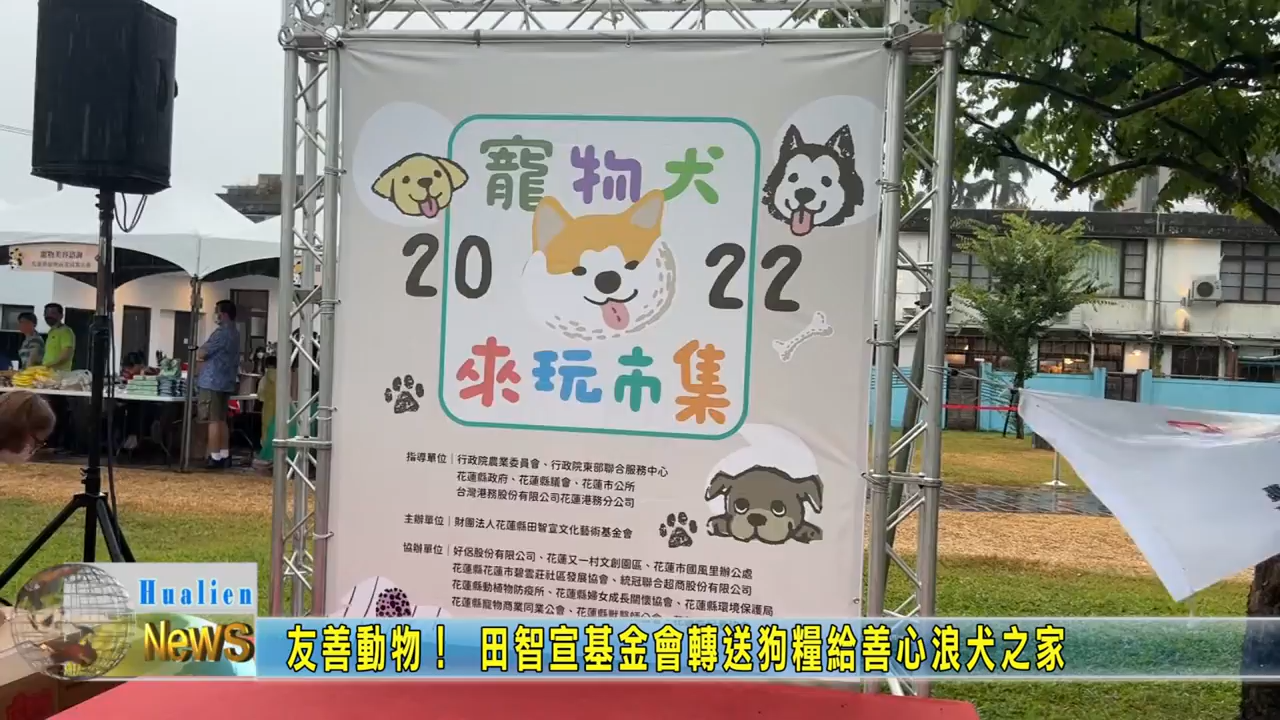 寵物犬
2022
來玩市集
寵物美容諮詢
指導單位｜行政院農業委員會、行政院東部聯合服務中心
花蓮縣政府、花蓮縣議會、花蓮市公所
台灣港務股份有限公司花蓮港務分公司
主辦單位｜財團法人花蓮縣田智宣文化藝術基金會
協辦單位｜好侶股份有限公司、花蓮又一村文創園區、花蓮市國風里辦公處
花蓮縣花蓮市碧雲莊社區發展協會、統冠聯合超商股份有限公司
花蓮縣動植物防疫所、花蓮縣婦女成長關懷協會、花蓮縣環境保護局
花蓮縣寵物商業同業公會、花蓮縣獸醫師公會
Hualien
NewS
友善動物！ 田智宣基金會轉送狗糧給善心浪犬之家